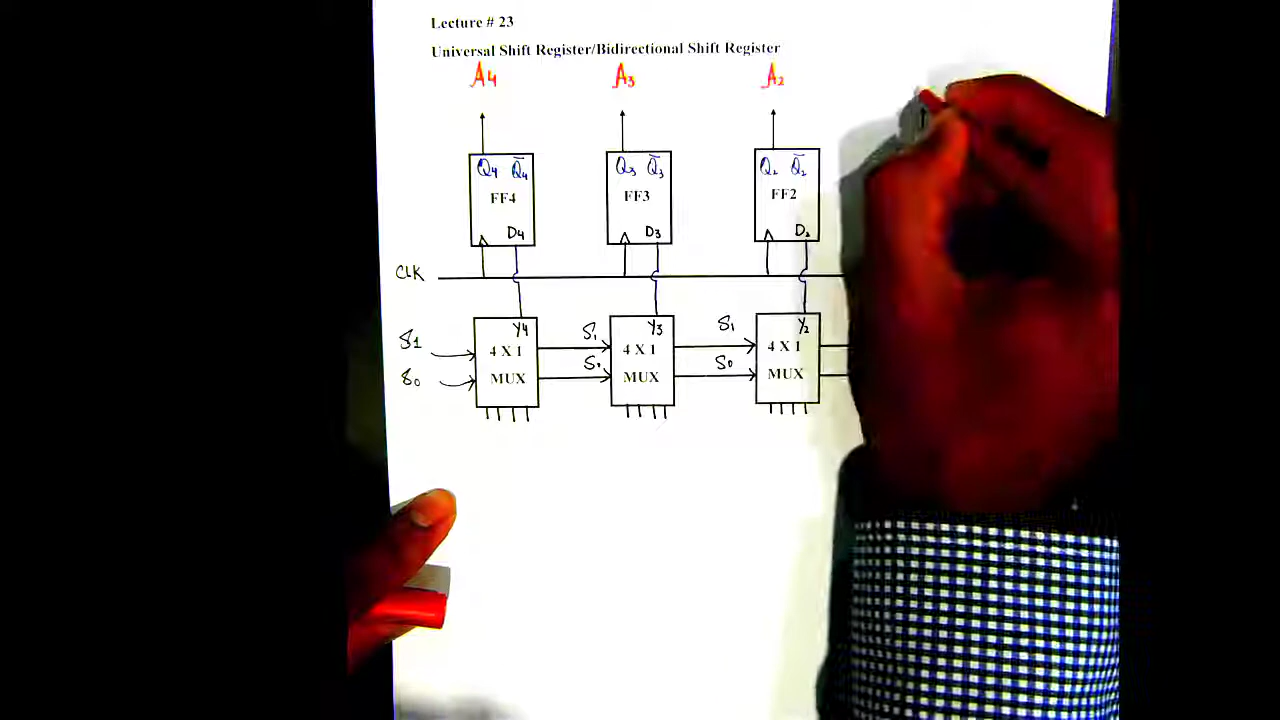 Lecture # 23
Universal Shift Register/Bidirectional Shift Register
A4 A3 A2
Q4 Q̅4 Q3 Q̅3 Q2 Q̅2
FF4 FF3 FF2
D4 D3 D2
CLK
Y4 Y3 Y2
S1 S1 S1
4 X 1 4 X 1 4 X 1
S0 S0 S0
MUX MUX MUX